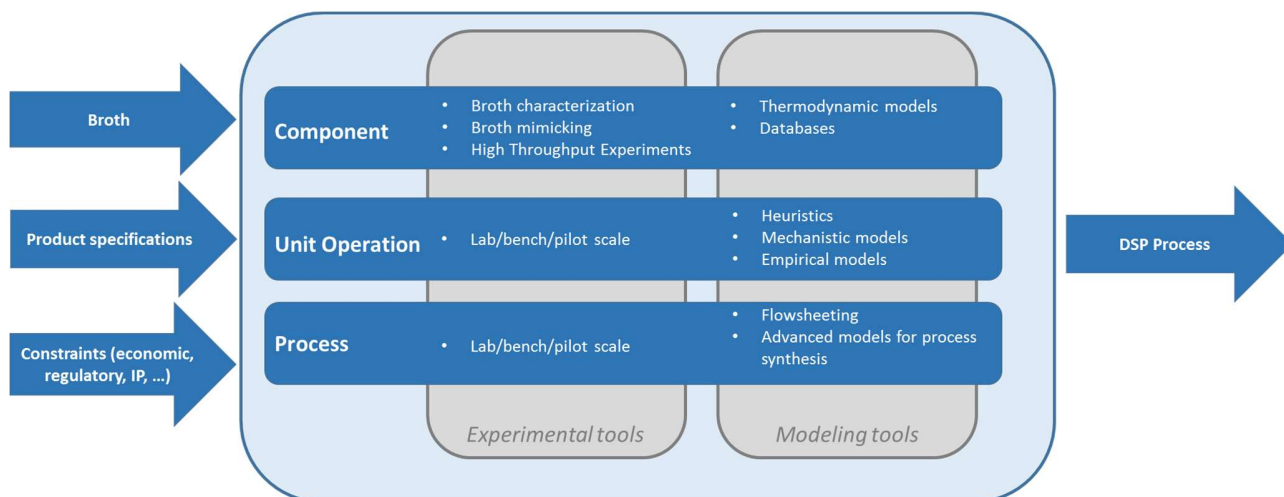 Broth
Product specifications
Constraints (economic,
regulatory, IP, ...)
Component
• Broth characterization
• Broth mimicking
• High Throughput Experiments
• Thermodynamic models
• Databases
Unit Operation
• Lab/bench/pilot scale
• Heuristics
• Mechanistic models
• Empirical models
Process
• Lab/bench/pilot scale
• Flowsheeting
• Advanced models for process
synthesis
Experimental tools
Modeling tools
DSP Process